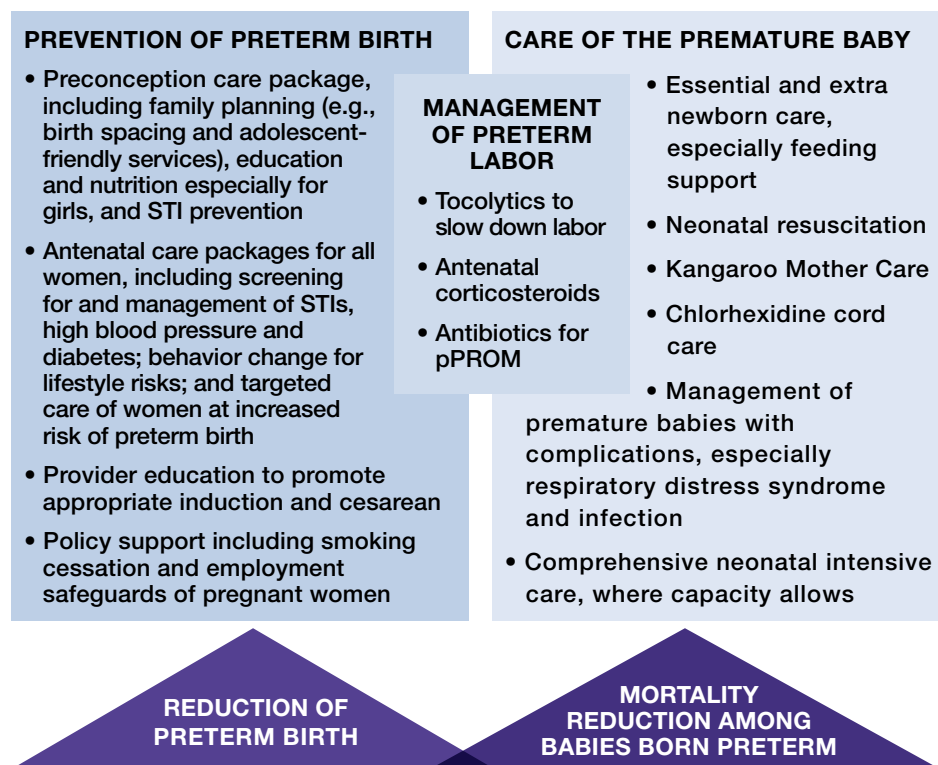 PREVENTION OF PRETERM BIRTH
• Preconception care package,
including family planning (e.g.,
birth spacing and adolescent-
friendly services), education
and nutrition especially for
girls, and STI prevention
• Antenatal care packages for all
women, including screening
for and management of STIs,
high blood pressure and
diabetes; behavior change for
lifestyle risks; and targeted
care of women at increased
risk of preterm birth
• Provider education to promote
appropriate induction and cesarean
• Policy support including smoking
cessation and employment
safeguards of pregnant women
MANAGEMENT
OF PRETERM
LABOR
• Tocolytics to
slow down labor
• Antenatal
corticosteroids
• Antibiotics for
pPROM
CARE OF THE PREMATURE BABY
• Essential and extra
newborn care,
especially feeding
support
• Neonatal resuscitation
• Kangaroo Mother Care
• Chlorhexidine cord
care
• Management of
premature babies with
complications, especially
respiratory distress syndrome
and infection
• Comprehensive neonatal intensive
care, where capacity allows
REDUCTION OF
PRETERM BIRTH
MORTALITY
REDUCTION AMONG
BABIES BORN PRETERM